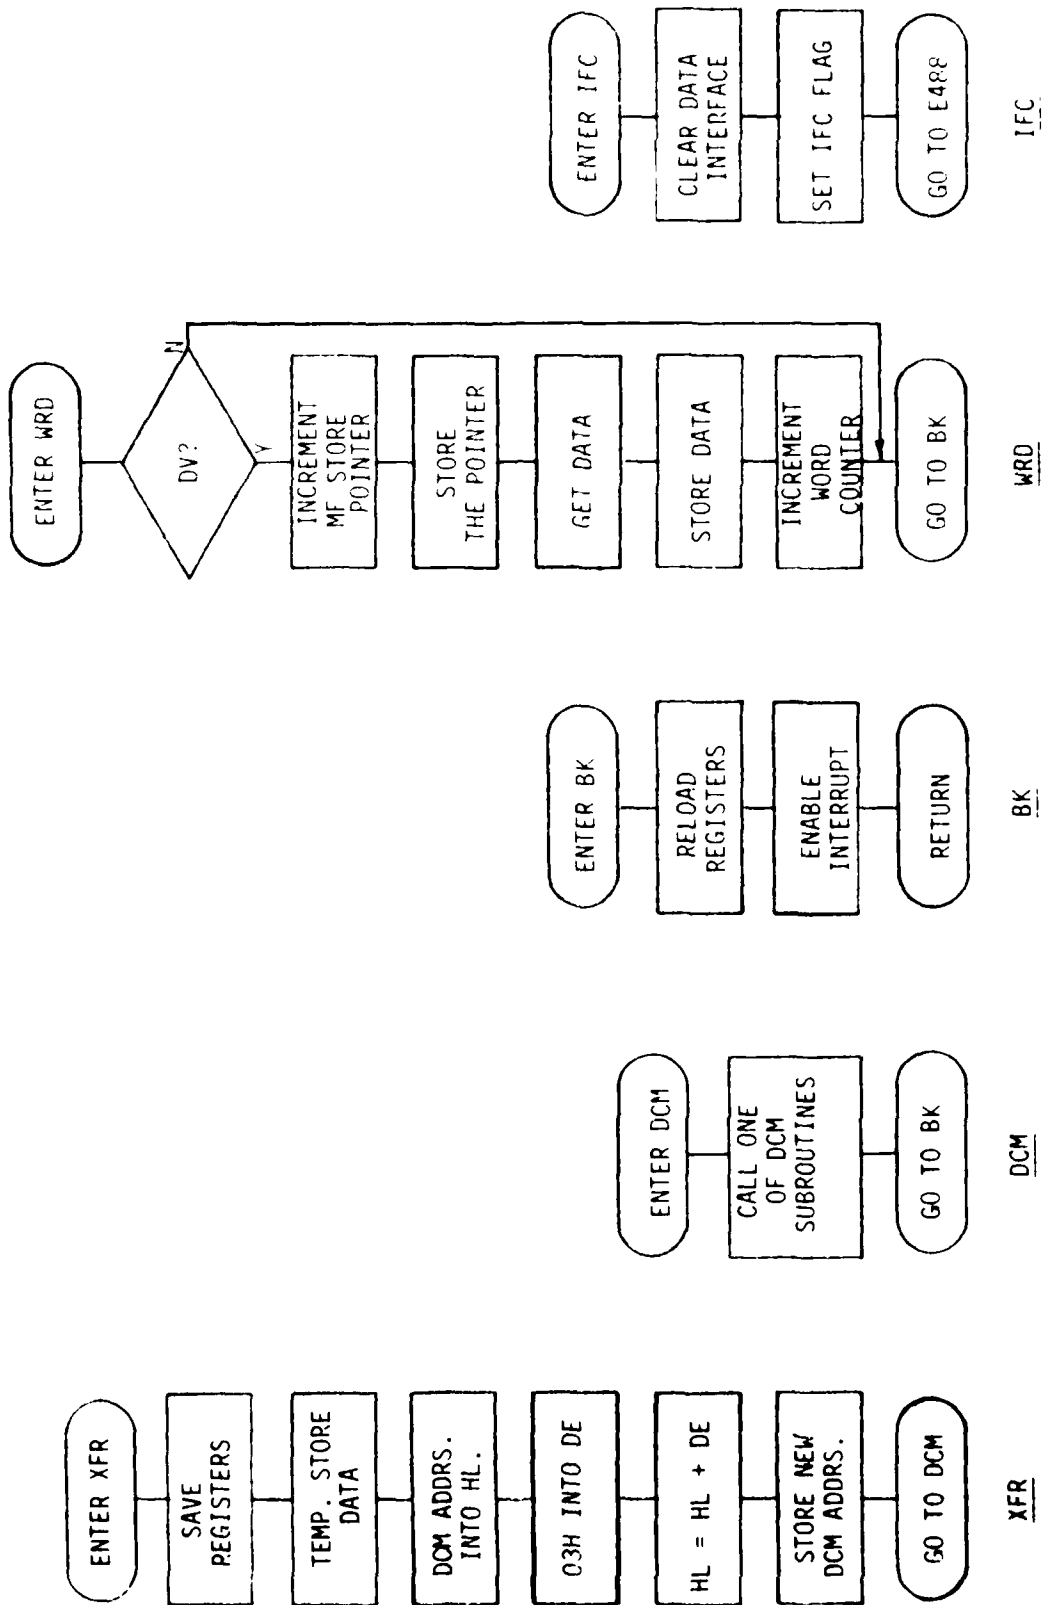 ENTER XFR
SAVE
REGISTERS
TEMP. STORE
DATA
DCM ADDRS.
INTO HL.
03H INTO DE
HL = HL + DE
STORE NEW
DCM ADDRS.
GO TO DCM
XFR
ENTER DCM
CALL ONE
OF DCM
SUBROUTINES
GO TO BK
DCM
ENTER BK
RELOAD
REGISTERS
ENABLE
INTERRUPT
RETURN
BK
ENTER WRD
DV?
N
Y
INCREMENT
MF STORE
POINTER
STORE
THE POINTER
GET DATA
STORE DATA
INCREMENT
WORD
COUNTER
GO TO BK
WRD
ENTER IFC
CLEAR DATA
INTERFACE
SET IFC FLAG
GO TO E488
IFC